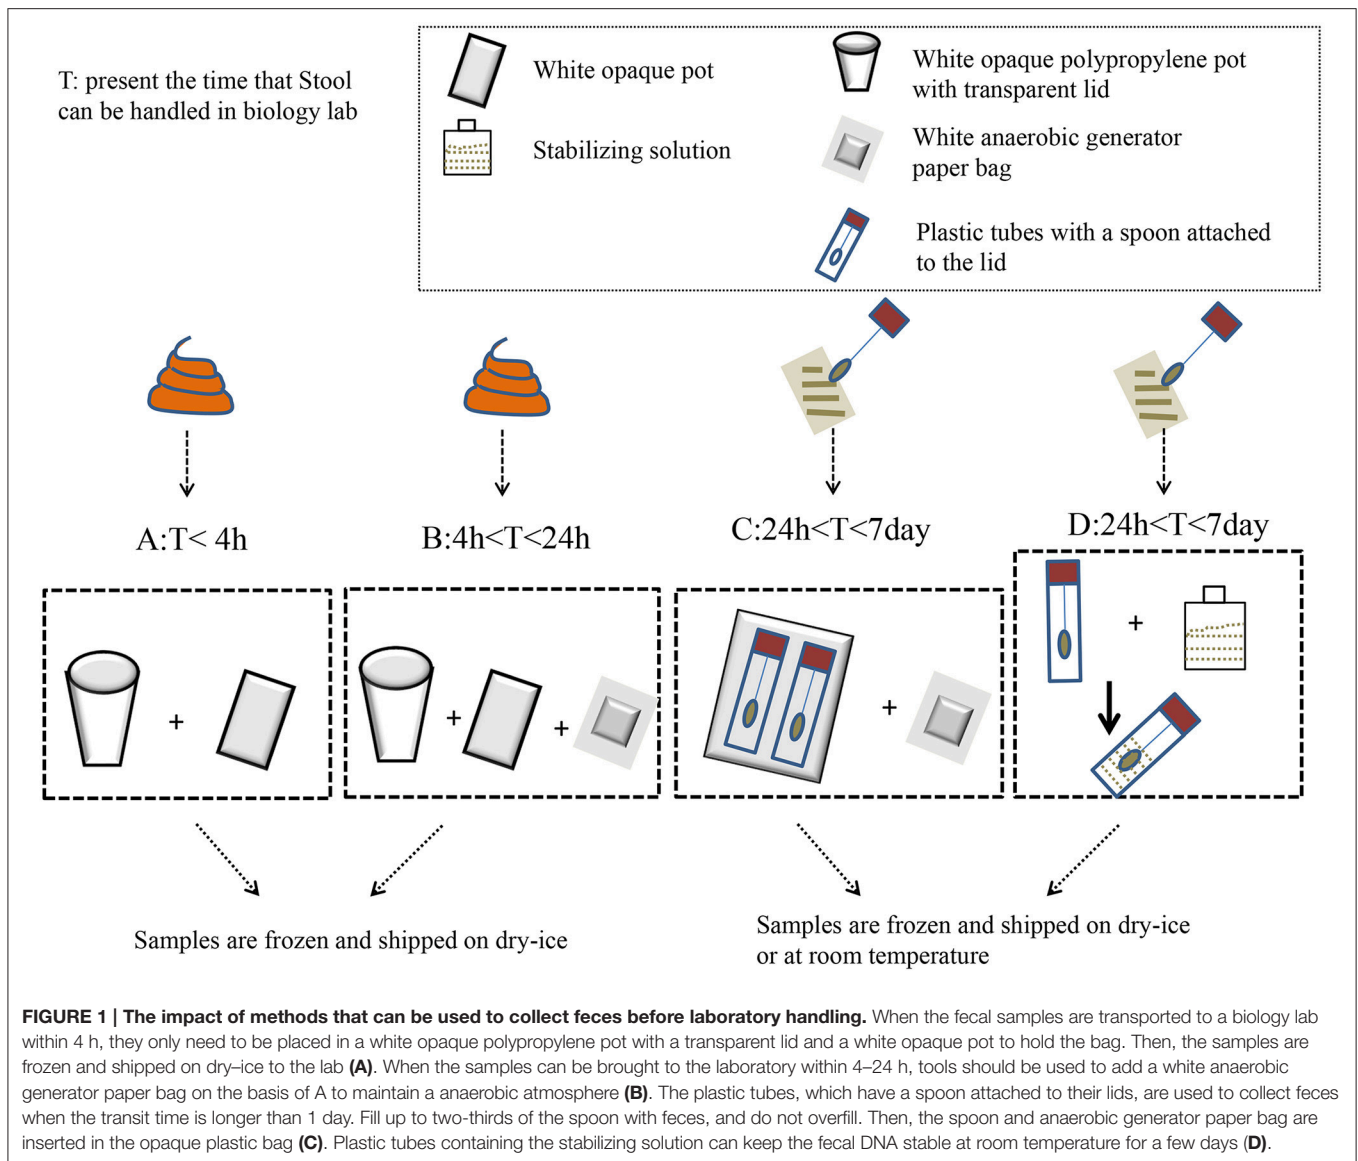 T: present the time that Stool
can be handled in biology lab
White opaque pot
White opaque polypropylene pot
with transparent lid
Stabilizing solution
White anaerobic generator
paper bag
Plastic tubes with a spoon attached
to the lid
A:T< 4h
B:4h<T<24h
C:24h<T<7day
D:24h<T<7day
+
+
+
+
+
Samples are frozen and shipped on dry-ice
Samples are frozen and shipped on dry-ice
or at room temperature
FIGURE 1 | The impact of methods that can be used to collect feces before laboratory handling. When the fecal samples are transported to a biology lab
within 4 h, they only need to be placed in a white opaque polypropylene pot with a transparent lid and a white opaque pot to hold the bag. Then, the samples are
frozen and shipped on dry–ice to the lab (A). When the samples can be brought to the laboratory within 4–24 h, tools should be used to add a white anaerobic
generator paper bag on the basis of A to maintain a anaerobic atmosphere (B). The plastic tubes, which have a spoon attached to their lids, are used to collect feces
when the transit time is longer than 1 day. Fill up to two-thirds of the spoon with feces, and do not overfill. Then, the spoon and anaerobic generator paper bag are
inserted in the opaque plastic bag (C). Plastic tubes containing the stabilizing solution can keep the fecal DNA stable at room temperature for a few days (D).